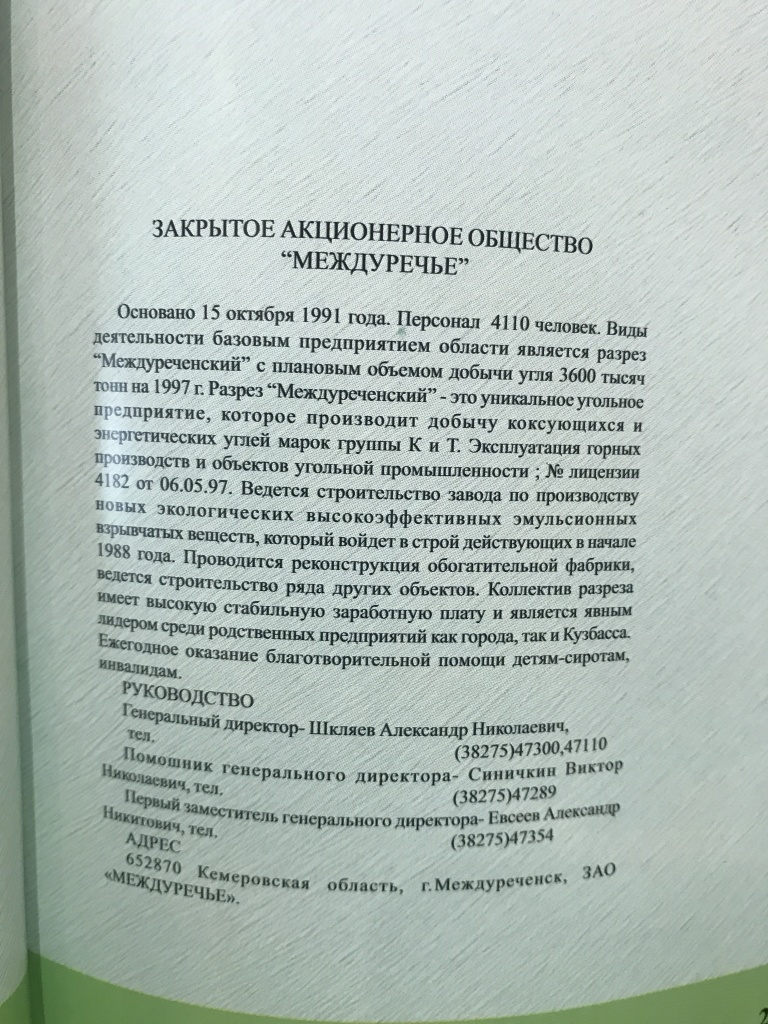 ЗАКРЫТОЕ АКЦИОНЕРНОЕ ОБЩЕСТВО
“МЕЖДУРЕЧЬЕ”
Основано 15 октября 1991 года. Персонал 4110 человек. Виды
деятельности базовым предприятием области является разрез
“Междуреченский” с плановым объемом добычи угля 3600 тысяч
тонн на 1997 г. Разрез “Междуреченский” - это уникальное угольное
предприятие, которое производит добычу коксующихся и
энергетических углей марок группы К и Т. Эксплуатация горных
производств и объектов угольной промышленности ; № лицензии
4182 от 06.05.97. Ведется строительство завода по производству
новых экологических высокоэффективных эмульсионных
взрывчатых веществ, который войдет в строй действующих в начале
1988 года. Проводится реконструкция обогатительной фабрики,
ведется строительство ряда других объектов. Коллектив разреза
имеет высокую стабильную заработную плату и является явным
лидером среди родственных предприятий как города, так и Кузбасса.
Ежегодное оказание благотворительной помощи детям-сиротам,
инвалидам.
РУКОВОДСТВО
Генеральный директор- Шкляев Александр Николаевич,
тел. (38275)47300,47110
Помошник генерального директора- Синичкин Виктор
Николаевич, тел. (38275)47289
Первый заместитель генерального директора- Евсеев Александр
Никитович, тел. (38275)47354
АДРЕС
652870 Кемеровская область, г.Междуреченск, ЗАО
«МЕЖДУРЕЧЬЕ».